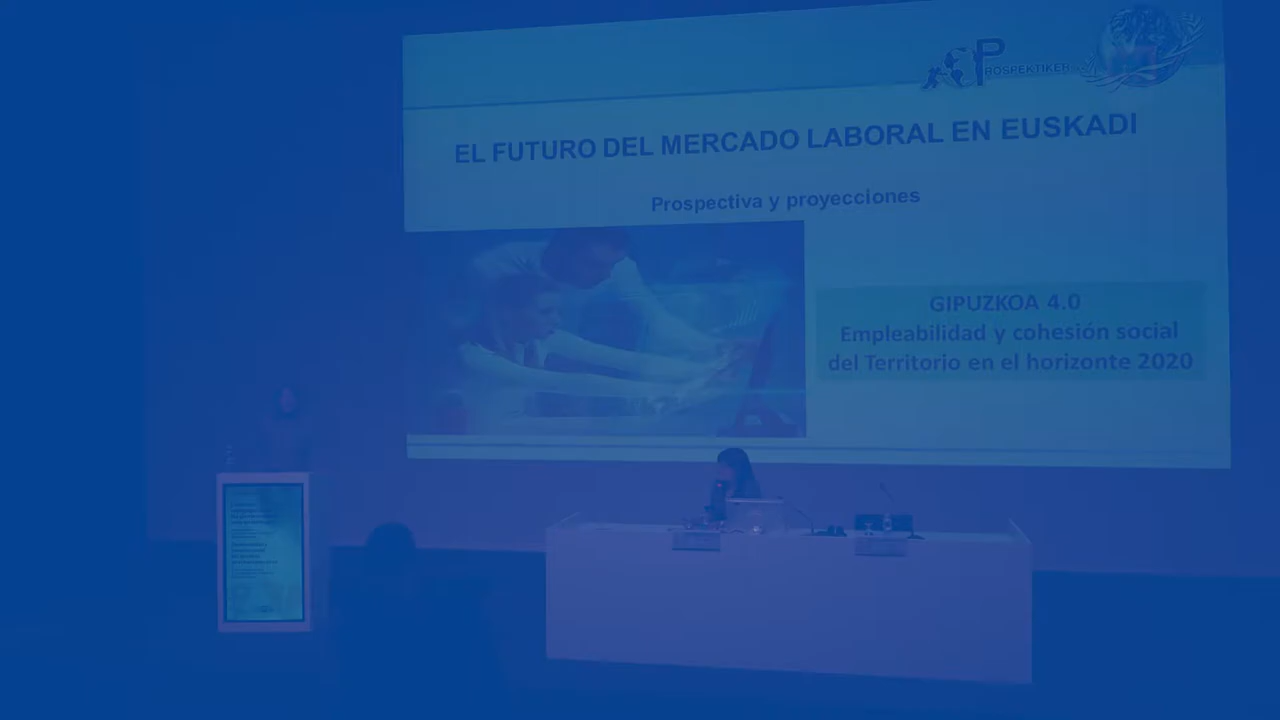 PROSPEKTIKER
EL FUTURO DEL MERCADO LABORAL EN EUSKADI
Prospectiva y proyecciones
GIPUZKOA 4.0
Empleabilidad y cohesión social
del Territorio en el horizonte 2020